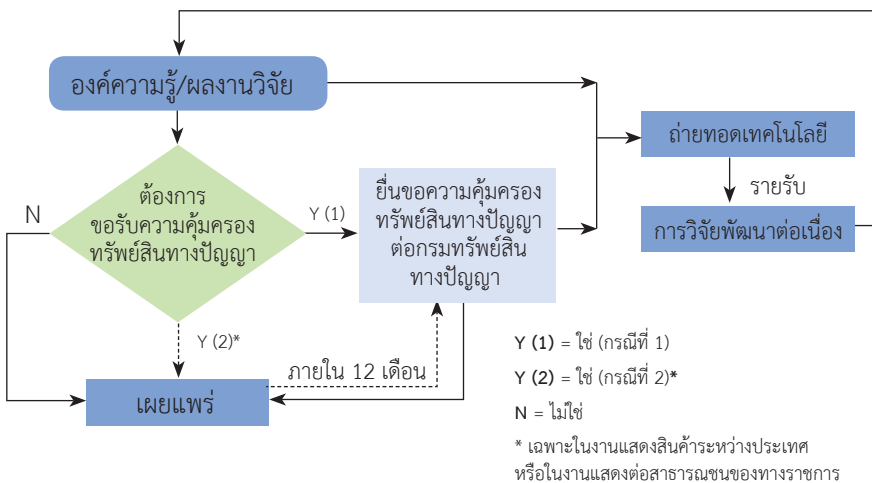 องค์ความรู้/ผลงานวิจัย
ถ่ายทอดเทคโนโลยี
รายรับ
การวิจัยพัฒนาต่อเนื่อง
ต้องการ
ขอรับความคุ้มครอง
ทรัพย์สินทางปัญญา
N
Y (1)
ยื่นขอความคุ้มครอง
ทรัพย์สินทางปัญญา
ต่อกรมทรัพย์สิน
ทางปัญญา
Y (2)*
ภายใน 12 เดือน
เผยแพร่
Y (1) = ใช่ (กรณีที่ 1)
Y (2) = ใช่ (กรณีที่ 2)*
N = ไม่ใช่
* เฉพาะในงานแสดงสินค้าระหว่างประเทศ
หรือในงานแสดงต่อสาธารณชนของทางราชการ